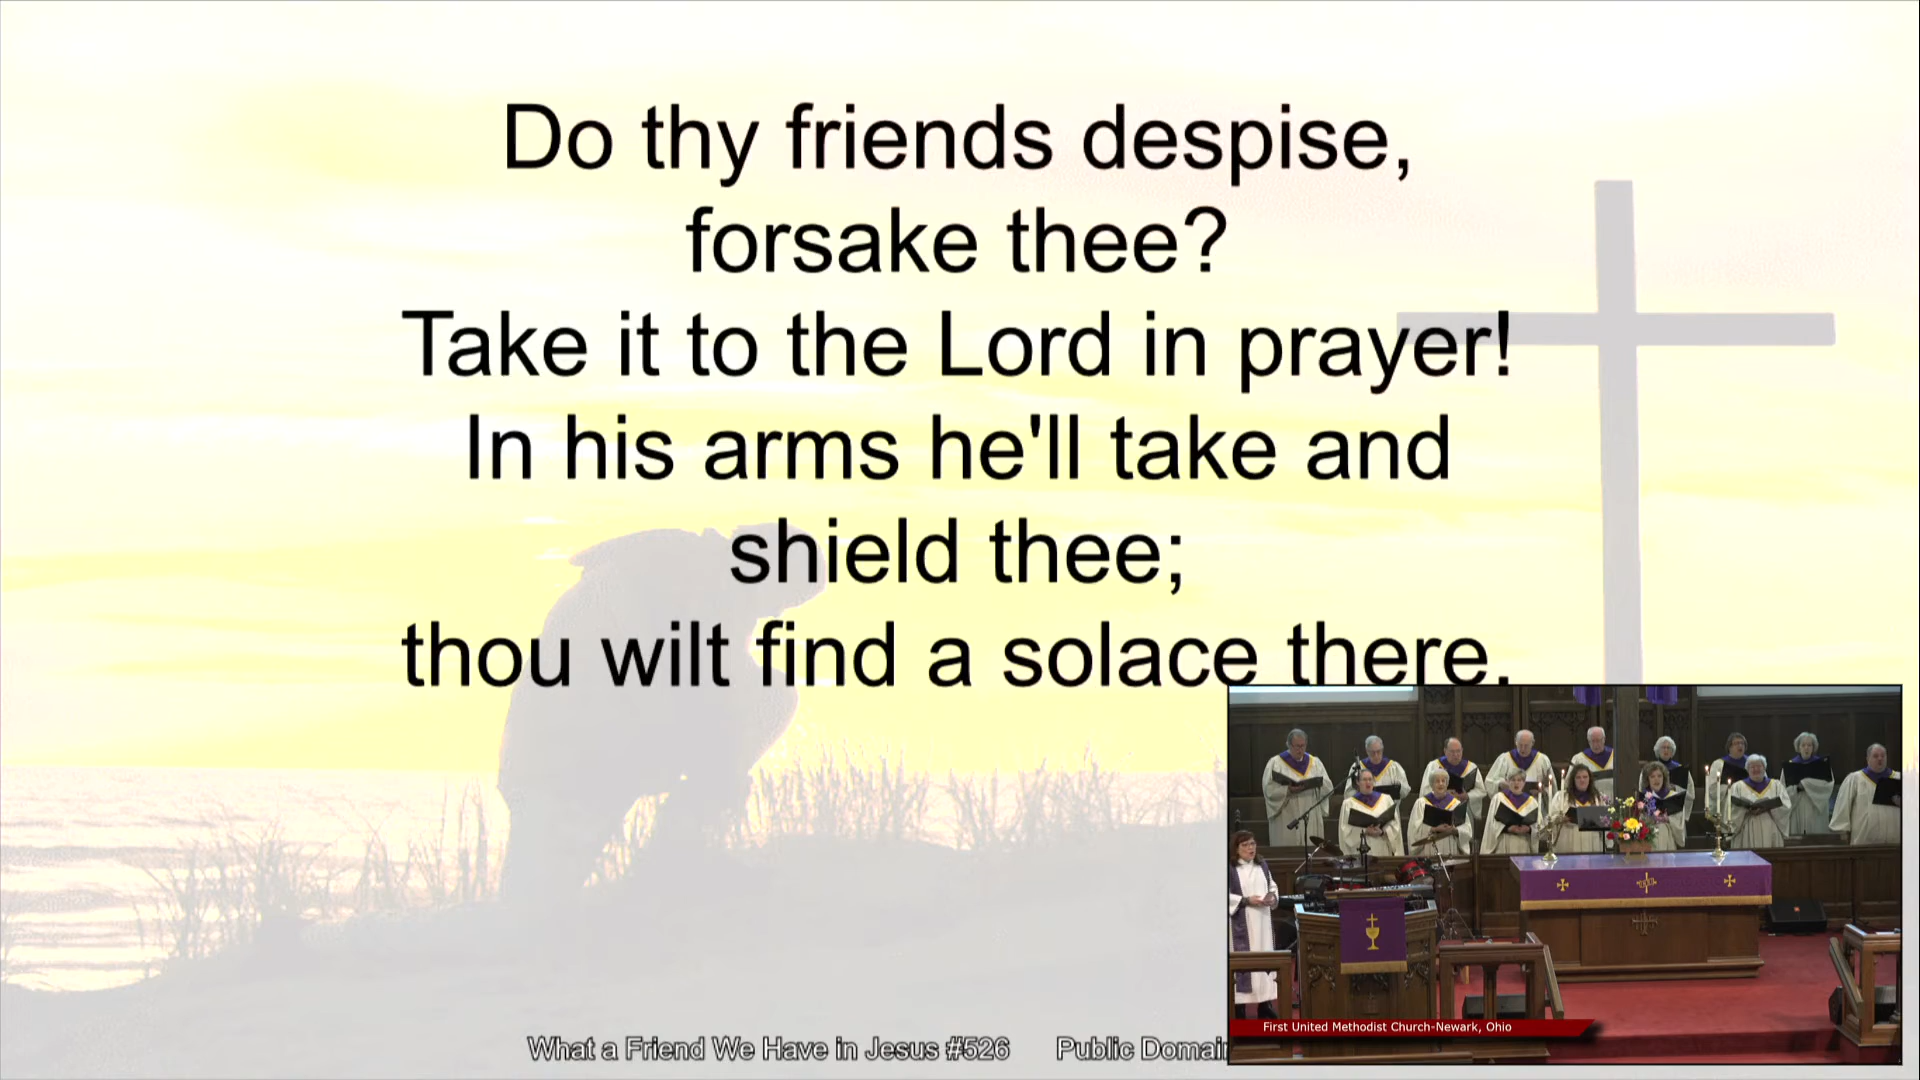 Do thy friends despise,
forsake thee?
Take it to the Lord in prayer!
In his arms he'll take and
shield thee;
thou wilt find a solace there.
What a Friend We Have in Jesus #526 Public Domain
First United Methodist Church-Newark, Ohio